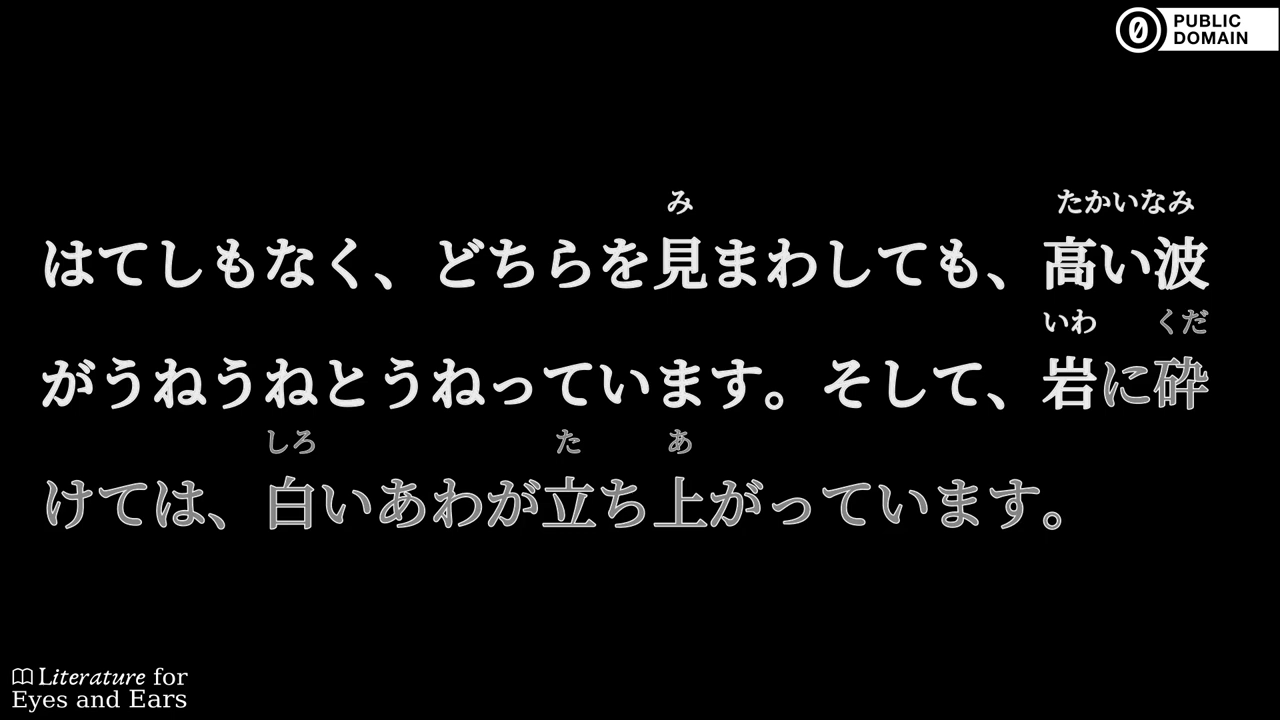 PUBLIC
DOMAIN
み たかいなみ
はてしもなく、どちらを見まわしても、高い波
いわ くだ
がうねうねとうねっています。そして、岩に砕
しろ た あ
けては、白いあわが立ち上がっています。
Literature for
Eyes and Ears